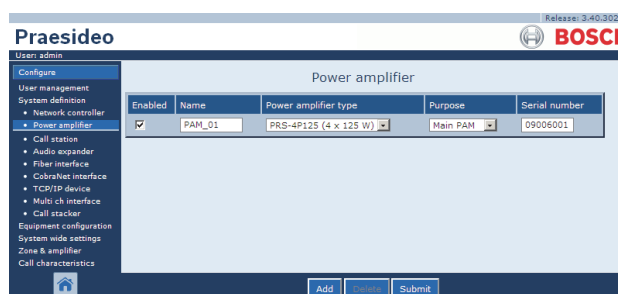 Release: 3.40.302
Praesideo
BOSCH
User: admin
Configure
User management
System definition
• Network controller
• Power amplifier
• Call station
• Audio expander
• Fiber interface
• CobraNet interface
• TCP/IP device
• Multi ch interface
• Call stacker
Equipment configuration
System wide settings
Zone & amplifier
Call characteristics
Power amplifier
Enabled Name Power amplifier type Purpose Serial number
PAM_01 PRS-4P125 (4 x 125 W) Main PAM 09006001
Add Delete Submit